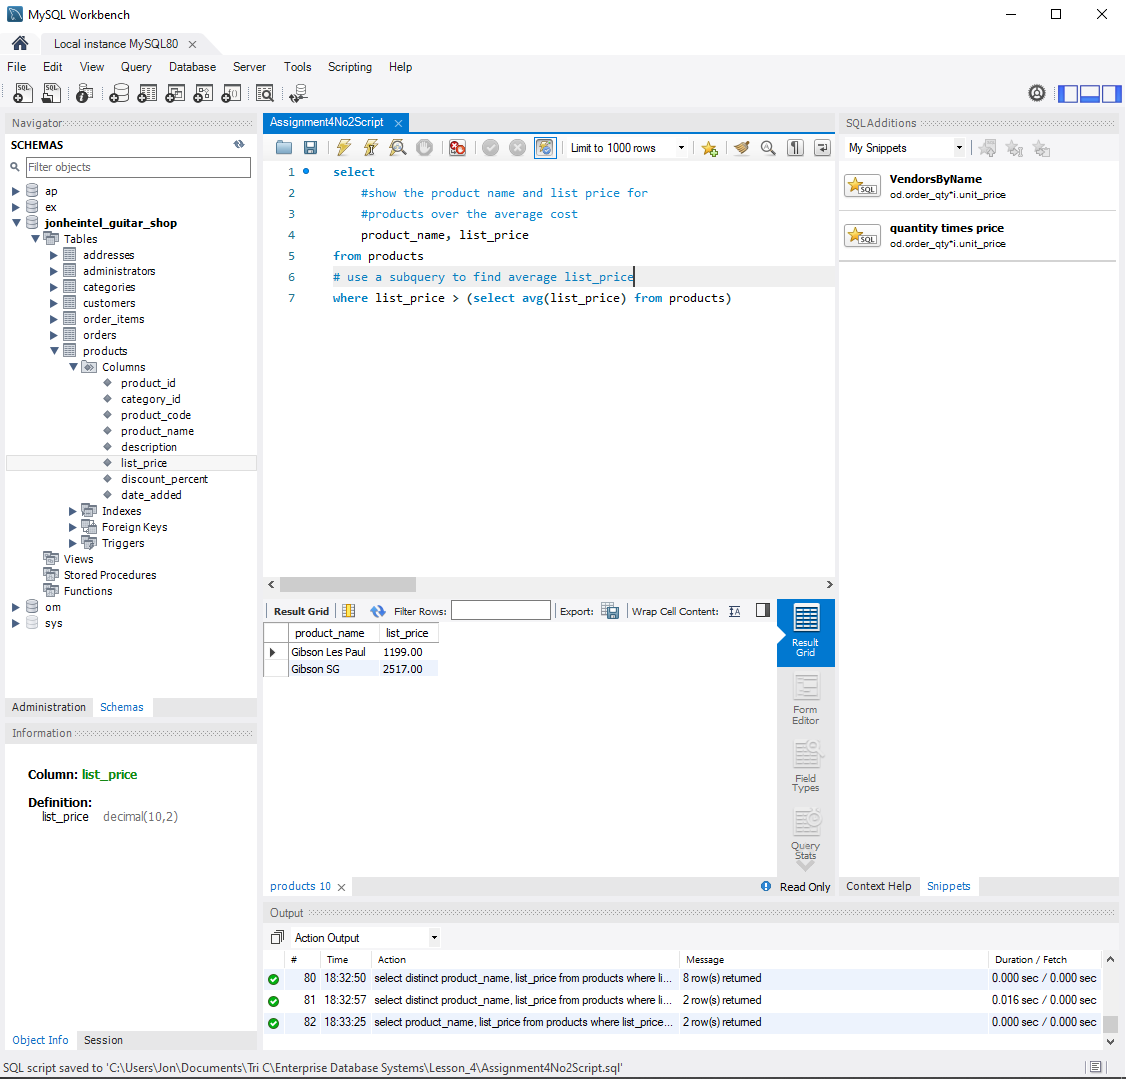 MySQL Workbench
Local instance MySQL80
File Edit View Query Database Server Tools Scripting Help
Navigator
SCHEMAS
Filter objects
ap
ex
jonheintel_guitar_shop
Tables
addresses
administrators
categories
customers
order_items
orders
products
Columns
product_id
category_id
product_code
product_name
description
list_price
discount_percent
date_added
Indexes
Foreign Keys
Triggers
Views
Stored Procedures
Functions
om
sys
Administration Schemas
Information
Column: list_price
Definition:
list_price decimal(10,2)
Object Info Session
Assignment4No2Script
Limit to 1000 rows
1 select
2 #show the product name and list price for
3 #products over the average cost
4 product_name, list_price
5 from products
6 # use a subquery to find average list_price
7 where list_price > (select avg(list_price) from products)
Result Grid Filter Rows: Export: Wrap Cell Content:
product_name list_price
Gibson Les Paul 1199.00
Gibson SG 2517.00
Result
Grid
Form
Editor
Field
Types
Query
Stats
products 10 Read Only
SQL Additions
My Snippets
SQL VendorsByName
od.order_qty*i.unit_price
SQL quantity times price
od.order_qty*i.unit_price
Context Help Snippets
Output
Action Output
# Time Action Message Duration / Fetch
80 18:32:50 select distinct product_name, list_price from products where li... 8 row(s) returned 0.000 sec / 0.000 sec
81 18:32:57 select distinct product_name, list_price from products where li... 2 row(s) returned 0.016 sec / 0.000 sec
82 18:33:25 select product_name, list_price from products where list_price... 2 row(s) returned 0.000 sec / 0.000 sec
SQL script saved to 'C:\Users\Jon\Documents\Tri C\Enterprise Database Systems\Lesson_4\Assignment4No2Script.sql'